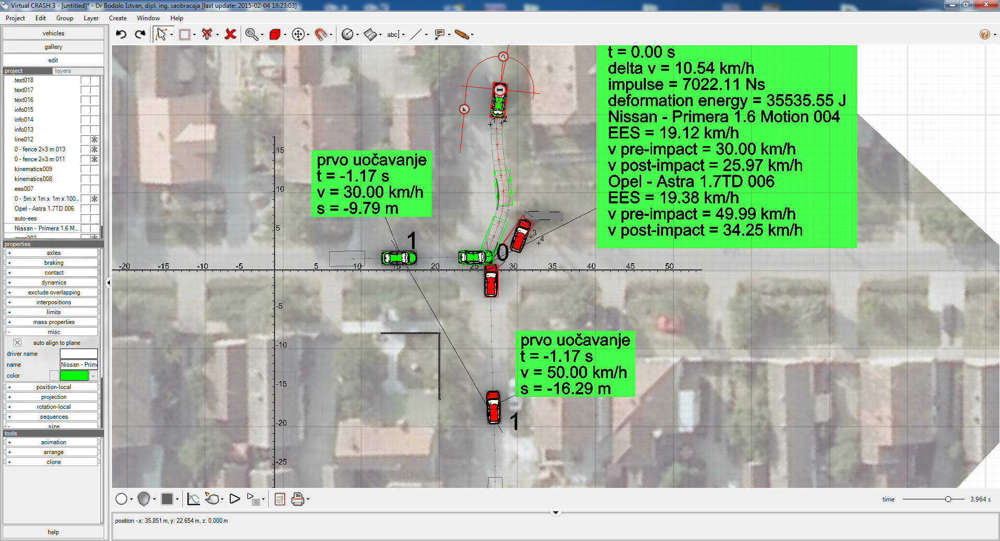 Virtual CRASH 3 - [untitled]* - Dr Bodolo Istvan, dipl. ing. saobracaja [last update: 2015-02-04 18:23:03]
Project Edit Group Layer Create Window Help
vehicles
gallery
edit
project layers
text018
text017
text016
info015
info014
info013
line012
0 - fence 2×3 m 013
0 - fence 2×3 m 011
kinematics009
kinematics008
ees007
0 - 5m x 1m x 1m x 100...
Opel - Astra 1.7TD 006
auto-ees
Nissan - Primera 1.6 M...
axes002
properties
+ axles
+ braking
+ contact
+ dynamics
+ exclude overlapping
+ interpositions
+ limits
+ mass properties
- misc
auto align to plane
driver name
name Nissan - Prime
color
+ position-local
+ projection
+ rotation-local
+ sequences
- size
tools
+ animation
+ arrange
+ clone
help
abc
t = 0.00 s
delta v = 10.54 km/h
impulse = 7022.11 Ns
deformation energy = 35535.55 J
Nissan - Primera 1.6 Motion 004
EES = 19.12 km/h
v pre-impact = 30.00 km/h
v post-impact = 25.97 km/h
Opel - Astra 1.7TD 006
EES = 19.38 km/h
v pre-impact = 49.99 km/h
v post-impact = 34.25 km/h
prvo uočavanje
t = -1.17 s
v = 30.00 km/h
s = -9.79 m
1
0
1 2
3
4
15
10
5
-20 -15 -10 -5 5 10 15 20 25 30 35 40 45 50
-5
-10
-15
-20
-25
prvo uočavanje
t = -1.17 s
v = 50.00 km/h
s = -16.29 m
1
time 3.964 s
position - x: 35.851 m, y: 22.654 m, z: 0.000 m